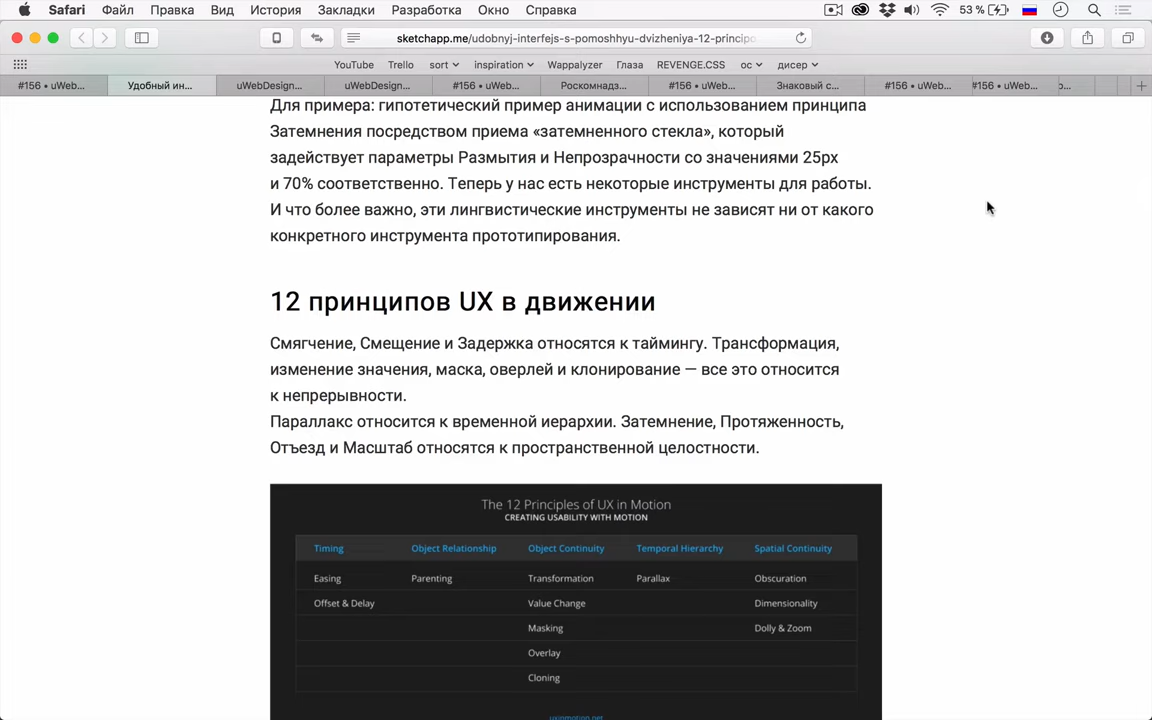 Safari Файл Правка Вид История Закладки Разработка Окно Справка 53 %
sketchapp.me/udobnyj-interfejs-s-pomoshhyu-dvizheniya-12-princip
YouTube Trello sort inspiration Wappalyzer Глаза REVENGE.CSS ос дисер
#156 • uWeb... Удобный ин... uWebDesign... uWebDesign... #156 • uWeb... Роскомнадз... #156 • uWeb... Знаковый с... #156 • uWeb... #156 • uWeb...
Для примера: гипотетический пример анимации с использованием принципа
Затемнения посредством приема «затемненного стекла», который
задействует параметры Размытия и Непрозрачности со значениями 25px
и 70% соответственно. Теперь у нас есть некоторые инструменты для работы.
И что более важно, эти лингвистические инструменты не зависят ни от какого
конкретного инструмента прототипирования.
12 принципов UX в движении
Смягчение, Смещение и Задержка относятся к таймингу. Трансформация,
изменение значения, маска, оверлей и клонирование — все это относится
к непрерывности.
Параллакс относится к временной иерархии. Затемнение, Протяженность,
Отъезд и Масштаб относятся к пространственной целостности.
The 12 Principles of UX in Motion
CREATING USABILITY WITH MOTION
Timing Object Relationship Object Continuity Temporal Hierarchy Spatial Continuity
Easing Parenting Transformation Parallax Obscuration
Offset & Delay Value Change Dimensionality
Masking Dolly & Zoom
Overlay
Cloning
uxinmotion.net